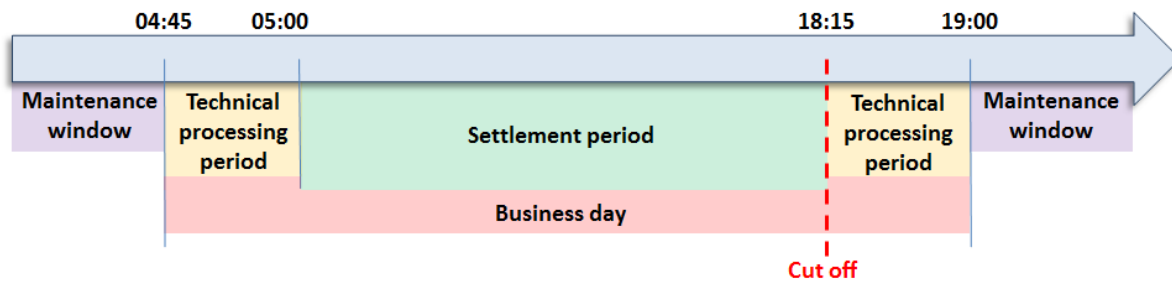 04:45
05:00
18:15
19:00
Maintenance
window
Technical
processing
period
Settlement period
Technical
processing
period
Maintenance
window
Business day
Cut off